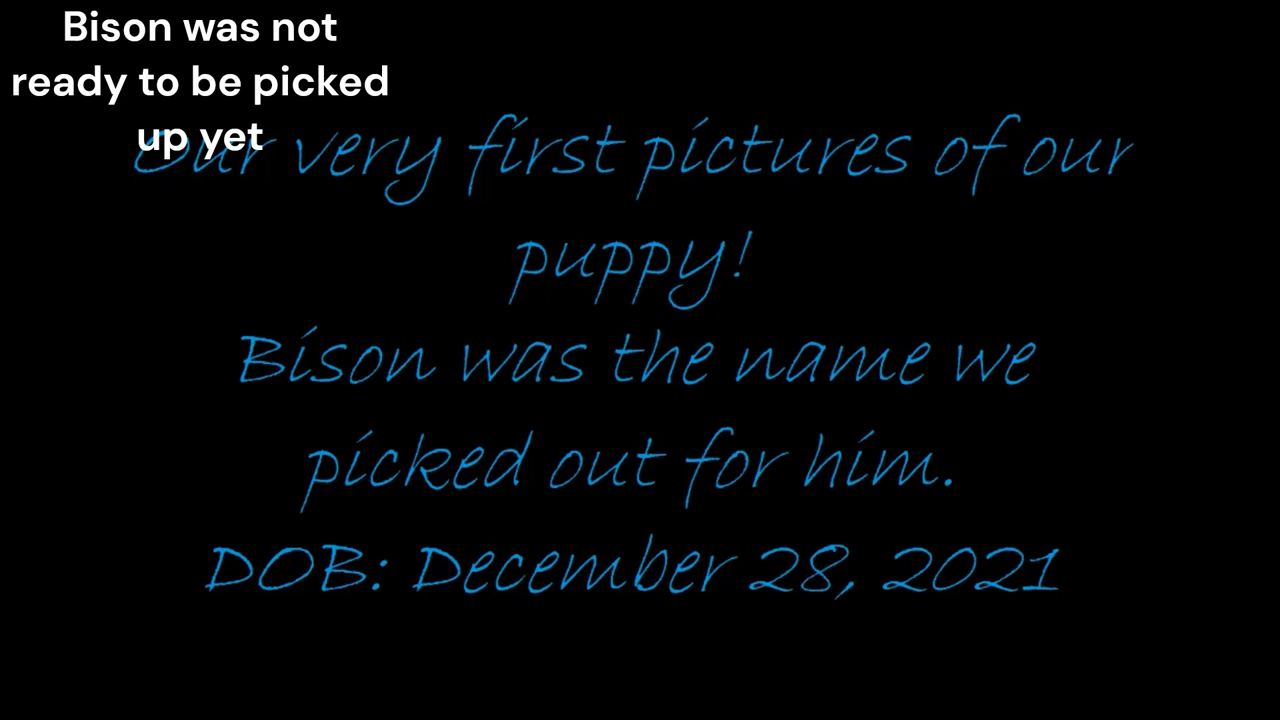 Bison was not
ready to be picked
up yet
Our very first pictures of our
puppy!
Bison was the name we
picked out for him.
DOB: December 28, 2021